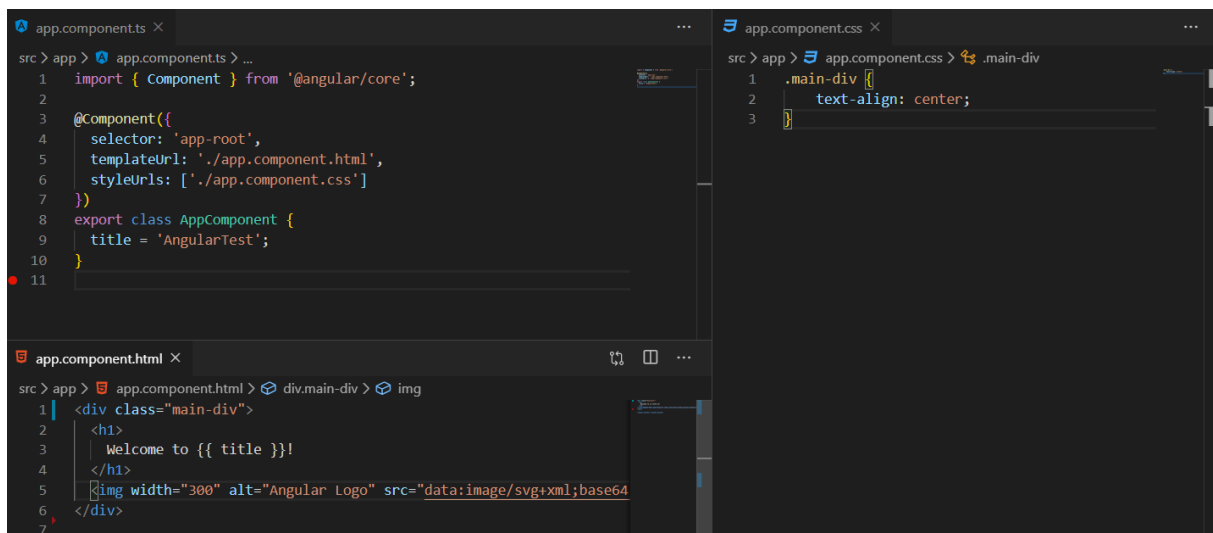 app.component.ts
src > app > app.component.ts > ...
1 import { Component } from '@angular/core';
2
3 @Component({
4   selector: 'app-root',
5   templateUrl: './app.component.html',
6   styleUrls: ['./app.component.css']
7 })
8 export class AppComponent {
9   title = 'AngularTest';
10 }
11
app.component.html
src > app > app.component.html > div.main-div > img
1 <div class="main-div">
2   <h1>
3     Welcome to {{ title }}!
4   </h1>
5   <img width="300" alt="Angular Logo" src="data:image/svg+xml;base64
6 </div>
7
app.component.css
src > app > app.component.css > .main-div
1 .main-div {
2     text-align: center;
3 }